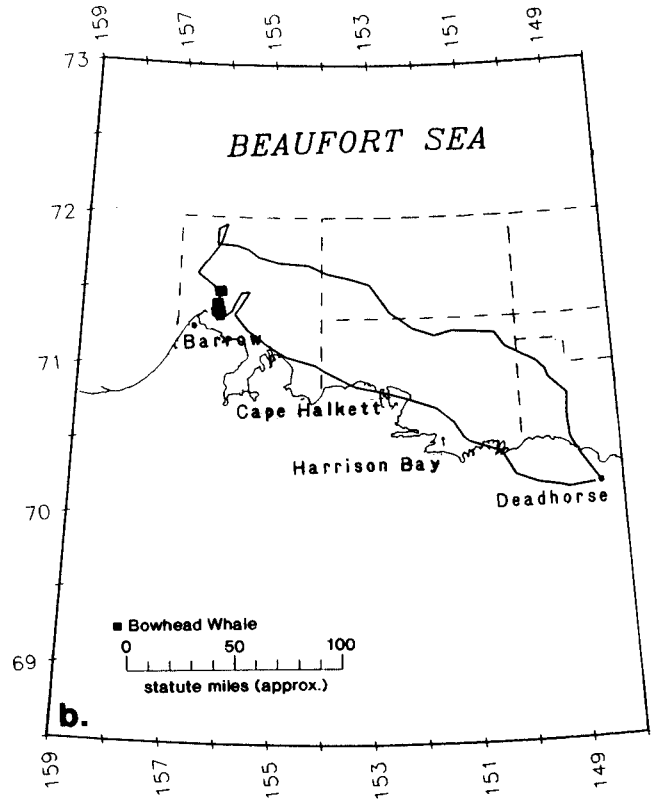 159 157 155 153 151 149
73
BEAUFORT SEA
72
71
Barrow
Cape Halkett
Harrison Bay
Deadhorse
70
■ Bowhead Whale
0 50 100
statute miles (approx.)
69
b.
159 157 155 153 151 149